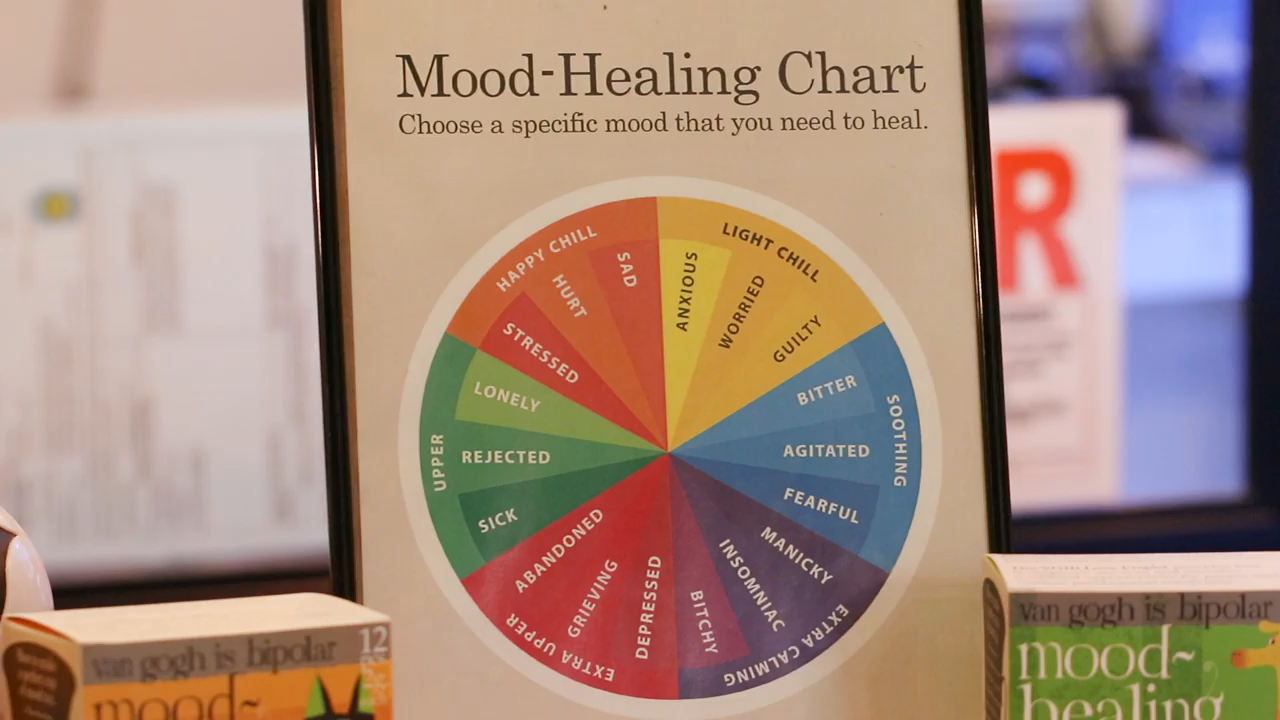 Mood-Healing Chart
Choose a specific mood that you need to heal.
HAPPY CHILL
SAD
HURT
STRESSED
LIGHT CHILL
ANXIOUS
WORRIED
GUILTY
SOOTHING
BITTER
AGITATED
FEARFUL
EXTRA CALMING
MANICKY
INSOMNIAC
BITCHY
EXTRA UPPER
DEPRESSED
GRIEVING
ABANDONED
UPPER
SICK
REJECTED
LONELY
R
van gogh is bipolar
12
mood-
van gogh is bipolar
mood~
healing